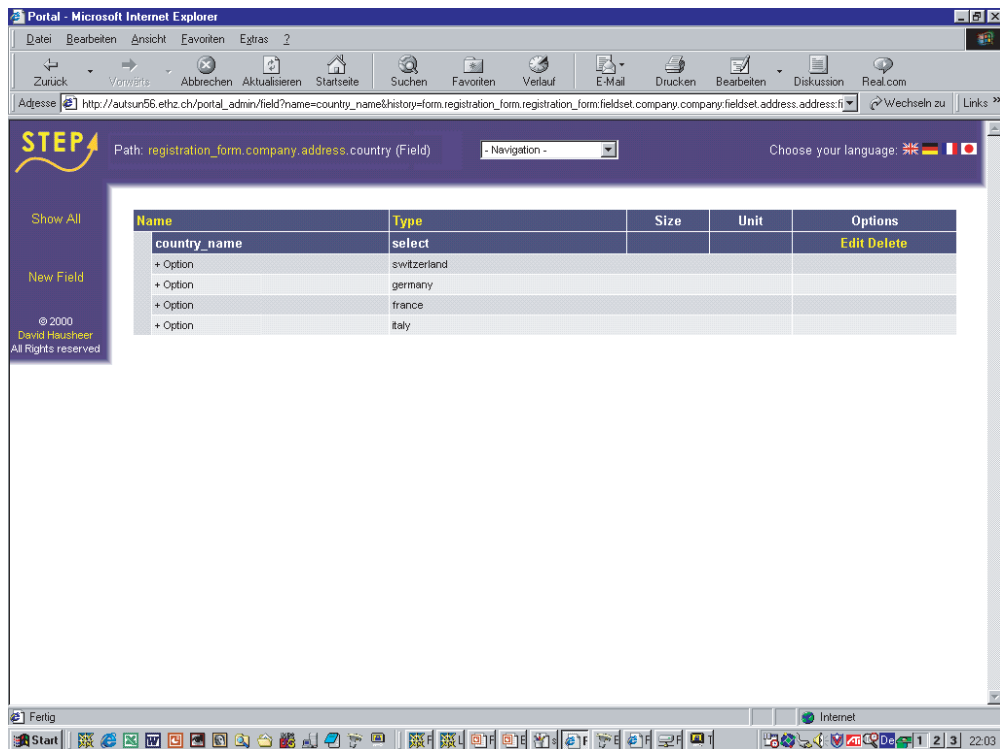 Portal - Microsoft Internet Explorer
Datei Bearbeiten Ansicht Favoriten Extras ?
Zurück Vorwärts Abbrechen Aktualisieren Startseite Suchen Favoriten Verlauf E-Mail Drucken Bearbeiten Diskussion Real.com
Adresse http://autsun56.ethz.ch/portal_admin/field?name=country_name&history=form.registration_form.registration_form:fieldset.company.company:fieldset.address.address:fi Wechseln zu Links »
STEP
Path: registration_form.company.address.country (Field) - Navigation - Choose your language:
Show All
New Field
© 2000
David Hausheer
All Rights reserved
Name Type Size Unit Options
country_name select Edit Delete
+ Option switzerland
+ Option germany
+ Option france
+ Option italy
Fertig Internet
Start De 1 2 3 22:03